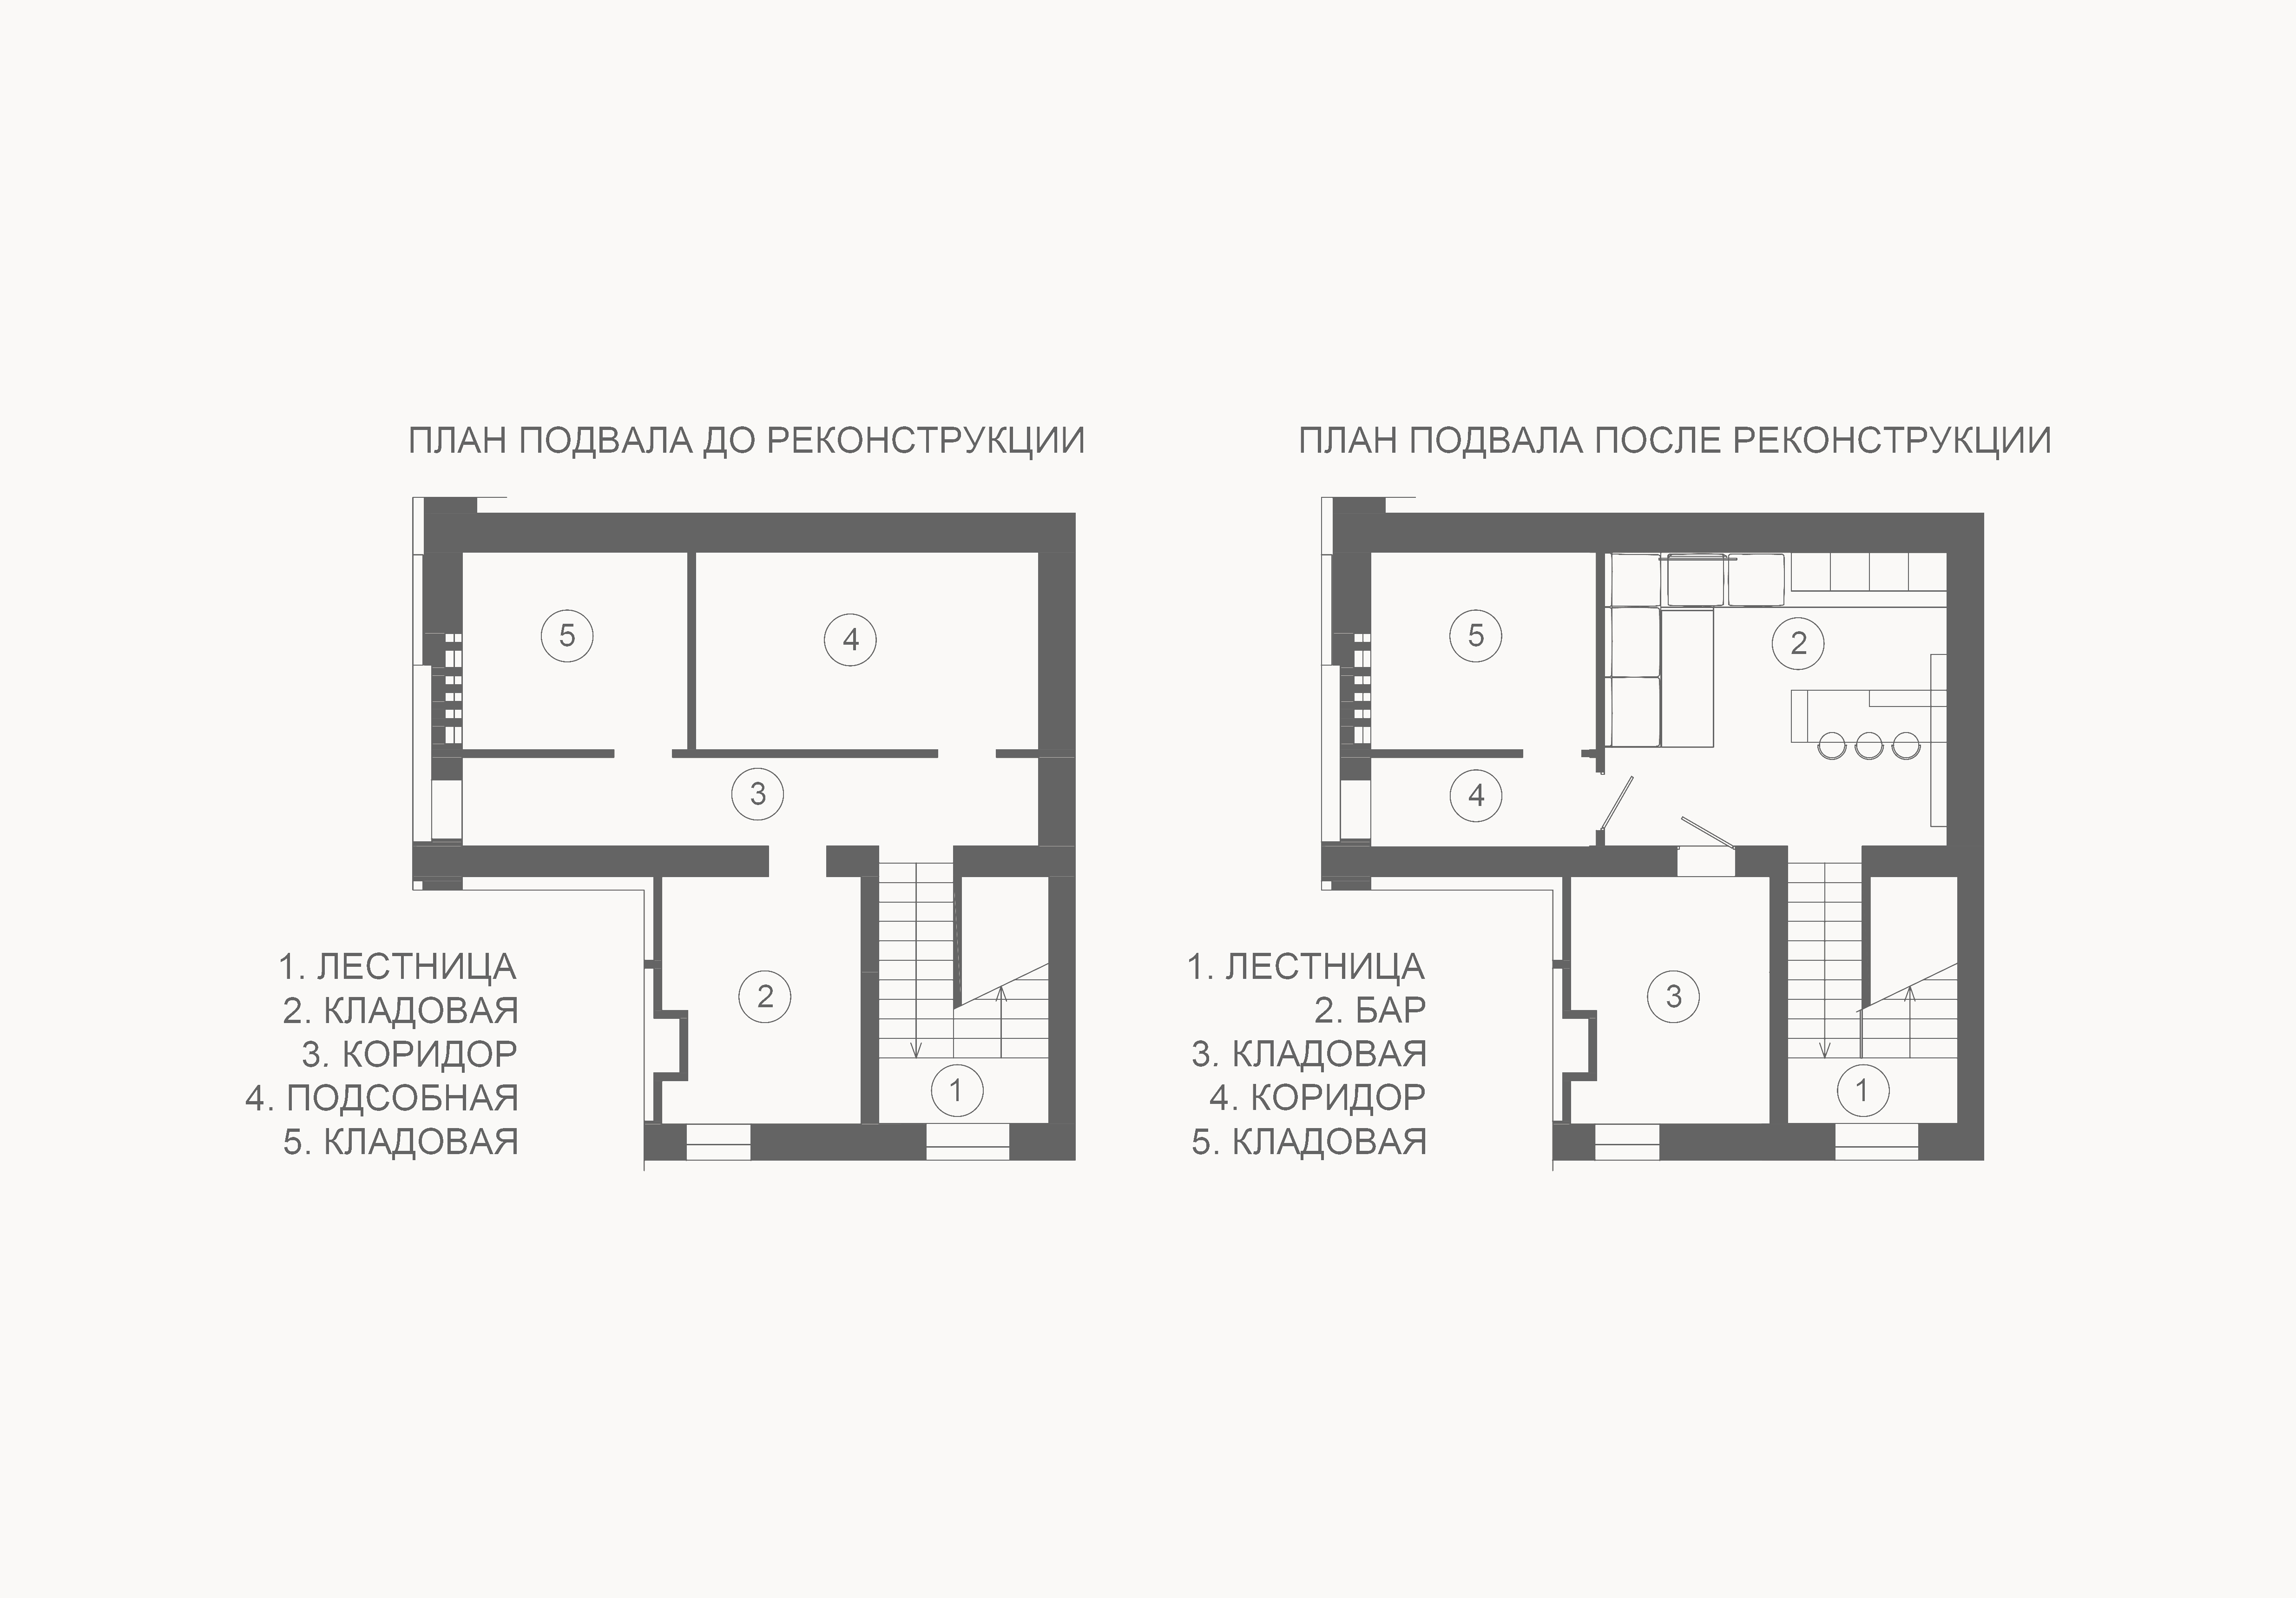 ПЛАН ПОДВАЛА ДО РЕКОНСТРУКЦИИ
5
4
3
2
1
1. ЛЕСТНИЦА
2. КЛАДОВАЯ
3. КОРИДОР
4. ПОДСОБНАЯ
5. КЛАДОВАЯ
ПЛАН ПОДВАЛА ПОСЛЕ РЕКОНСТРУКЦИИ
5
2
4
3
1
1. ЛЕСТНИЦА
2. БАР
3. КЛАДОВАЯ
4. КОРИДОР
5. КЛАДОВАЯ